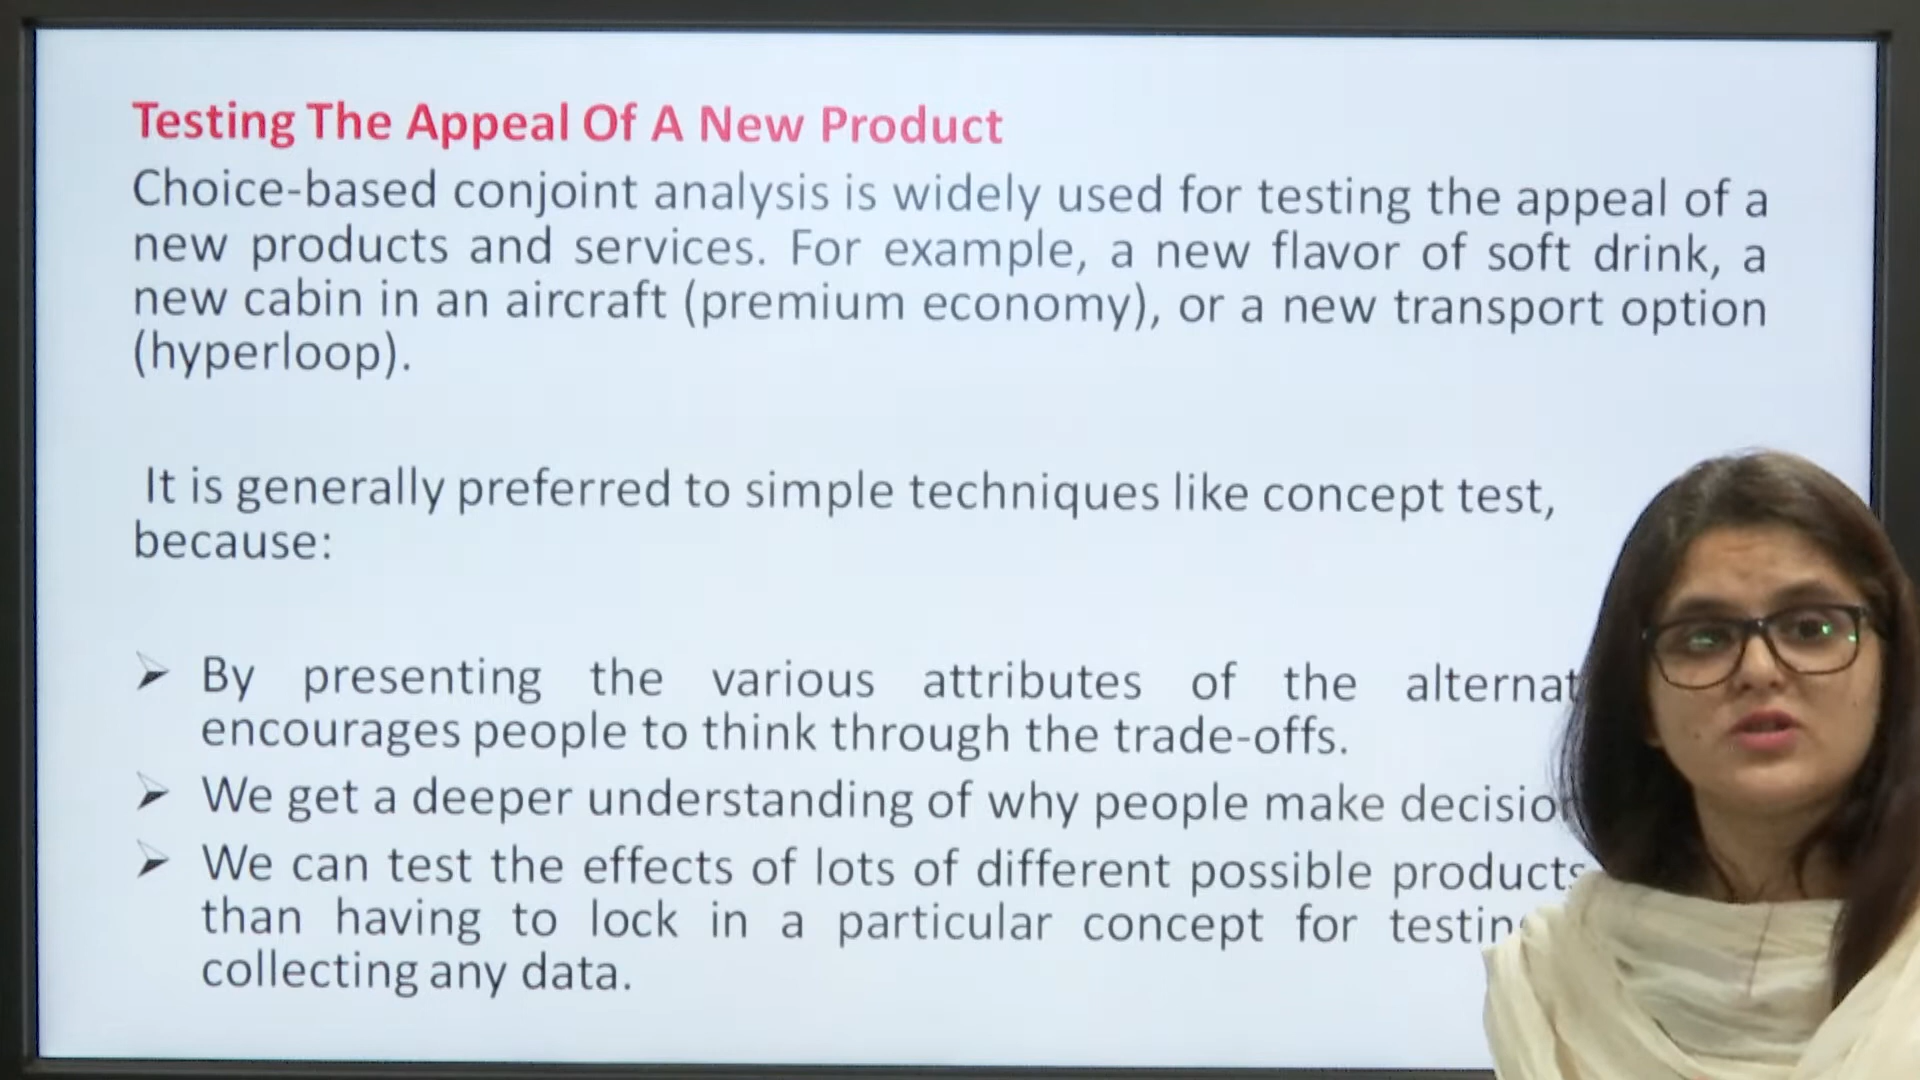 Testing The Appeal Of A New Product
Choice-based conjoint analysis is widely used for testing the appeal of a
new products and services. For example, a new flavor of soft drink, a
new cabin in an aircraft (premium economy), or a new transport option
(hyperloop).
It is generally preferred to simple techniques like concept test,
because:
➢ By presenting the various attributes of the
encourages people to think through the trade-offs.
➢ We get a deeper understanding of why people make
➢ We can test the effects of lots of different possible products
than having to lock in a particular concept for
collecting any data.